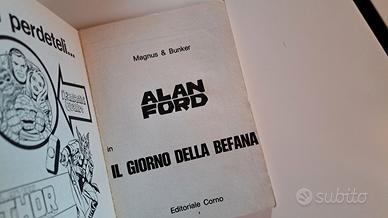 perdeteli...
THOR
Magnus & Bunker
ALAN
FORD
in
IL GIORNO DELLA BEFANA
Editoriale Corno
subito